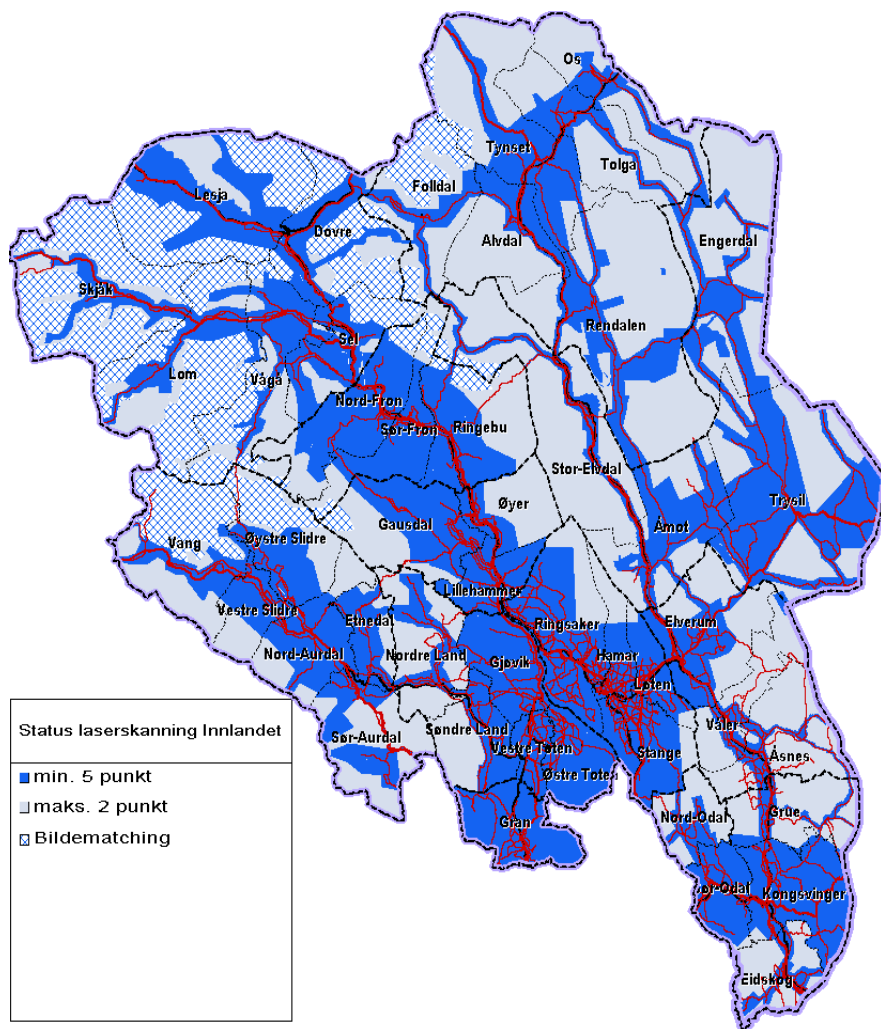 Os
Tynset
Tolga
Folldal
Lesja
Dovre
Alvdal
Engerdal
Skjåk
Rendalen
Sel
Lom
Vågå
Nord-Fron
Sør-Fron
Ringebu
Stor-Elvdal
Trysil
Øyer
Gausdal
Åmot
Vang
Øystre Slidre
Lillehammer
Vestre Slidre
Etnedal
Ringsaker
Elverum
Nord-Aurdal
Nordre Land
Gjøvik
Hamar
Løten
Status laserskanning Innlandet
Sør-Aurdal
Søndre Land
Våler
Vestre Toten
Stange
Åsnes
min. 5 punkt
Østre Toten
maks. 2 punkt
Gran
Nord-Odal
Grue
Bildematching
Sør-Odal
Kongsvinger
Eidskog